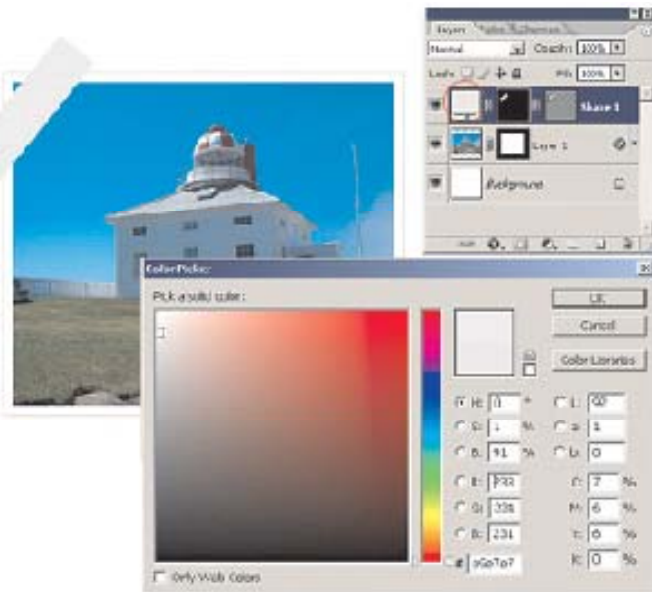 Layers
Normal
Opacity: 100%
Lock:
Fill: 100%
Shape 1
Layer 1
Background
Color Picker
Pick a solid color:
OK
Cancel
Color Libraries
H: 0 °
S: 1 %
B: 91 %
R:
G: 231
B: 231
L: 92
a: 1
b: 0
C: 7 %
M: 6 %
Y: 6 %
K: 0 %
#
Only Web Colors